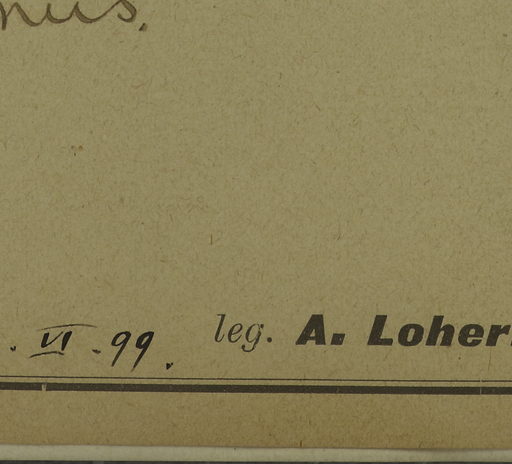 . VI - 99. leg. A. Loher.